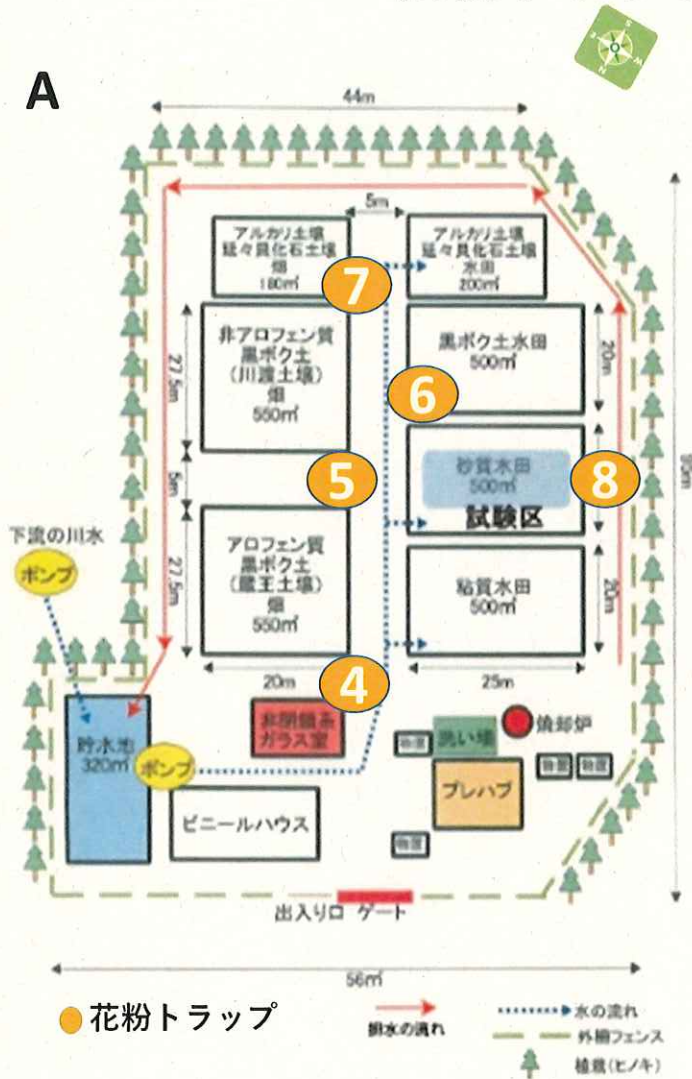 A
S
E
W
N
44m
5m
アルカリ土壌
延々貝化石土壌
畑
180㎡
アルカリ土壌
延々貝化石土壌
水田
200㎡
7
非アロフェン質
黒ボク土
(川渡土壌)
畑
550㎡
27.5m
黒ボク土水田
500㎡
20m
6
5
5m
砂質水田
500㎡
試験区
8
95m
下流の川水
ポンプ
アロフェン質
黒ボク土
(蔵王土壌)
畑
550㎡
27.5m
粘質水田
500㎡
20m
20m
25m
4
貯水池
320㎡
ポンプ
非閉鎖系
ガラス室
物置
洗い場
焼却炉
物置
物置
プレハブ
ビニールハウス
物置
出入り口 ゲート
56㎡
花粉トラップ
排水の流れ
水の流れ
外柵フェンス
植栽(ヒノキ)